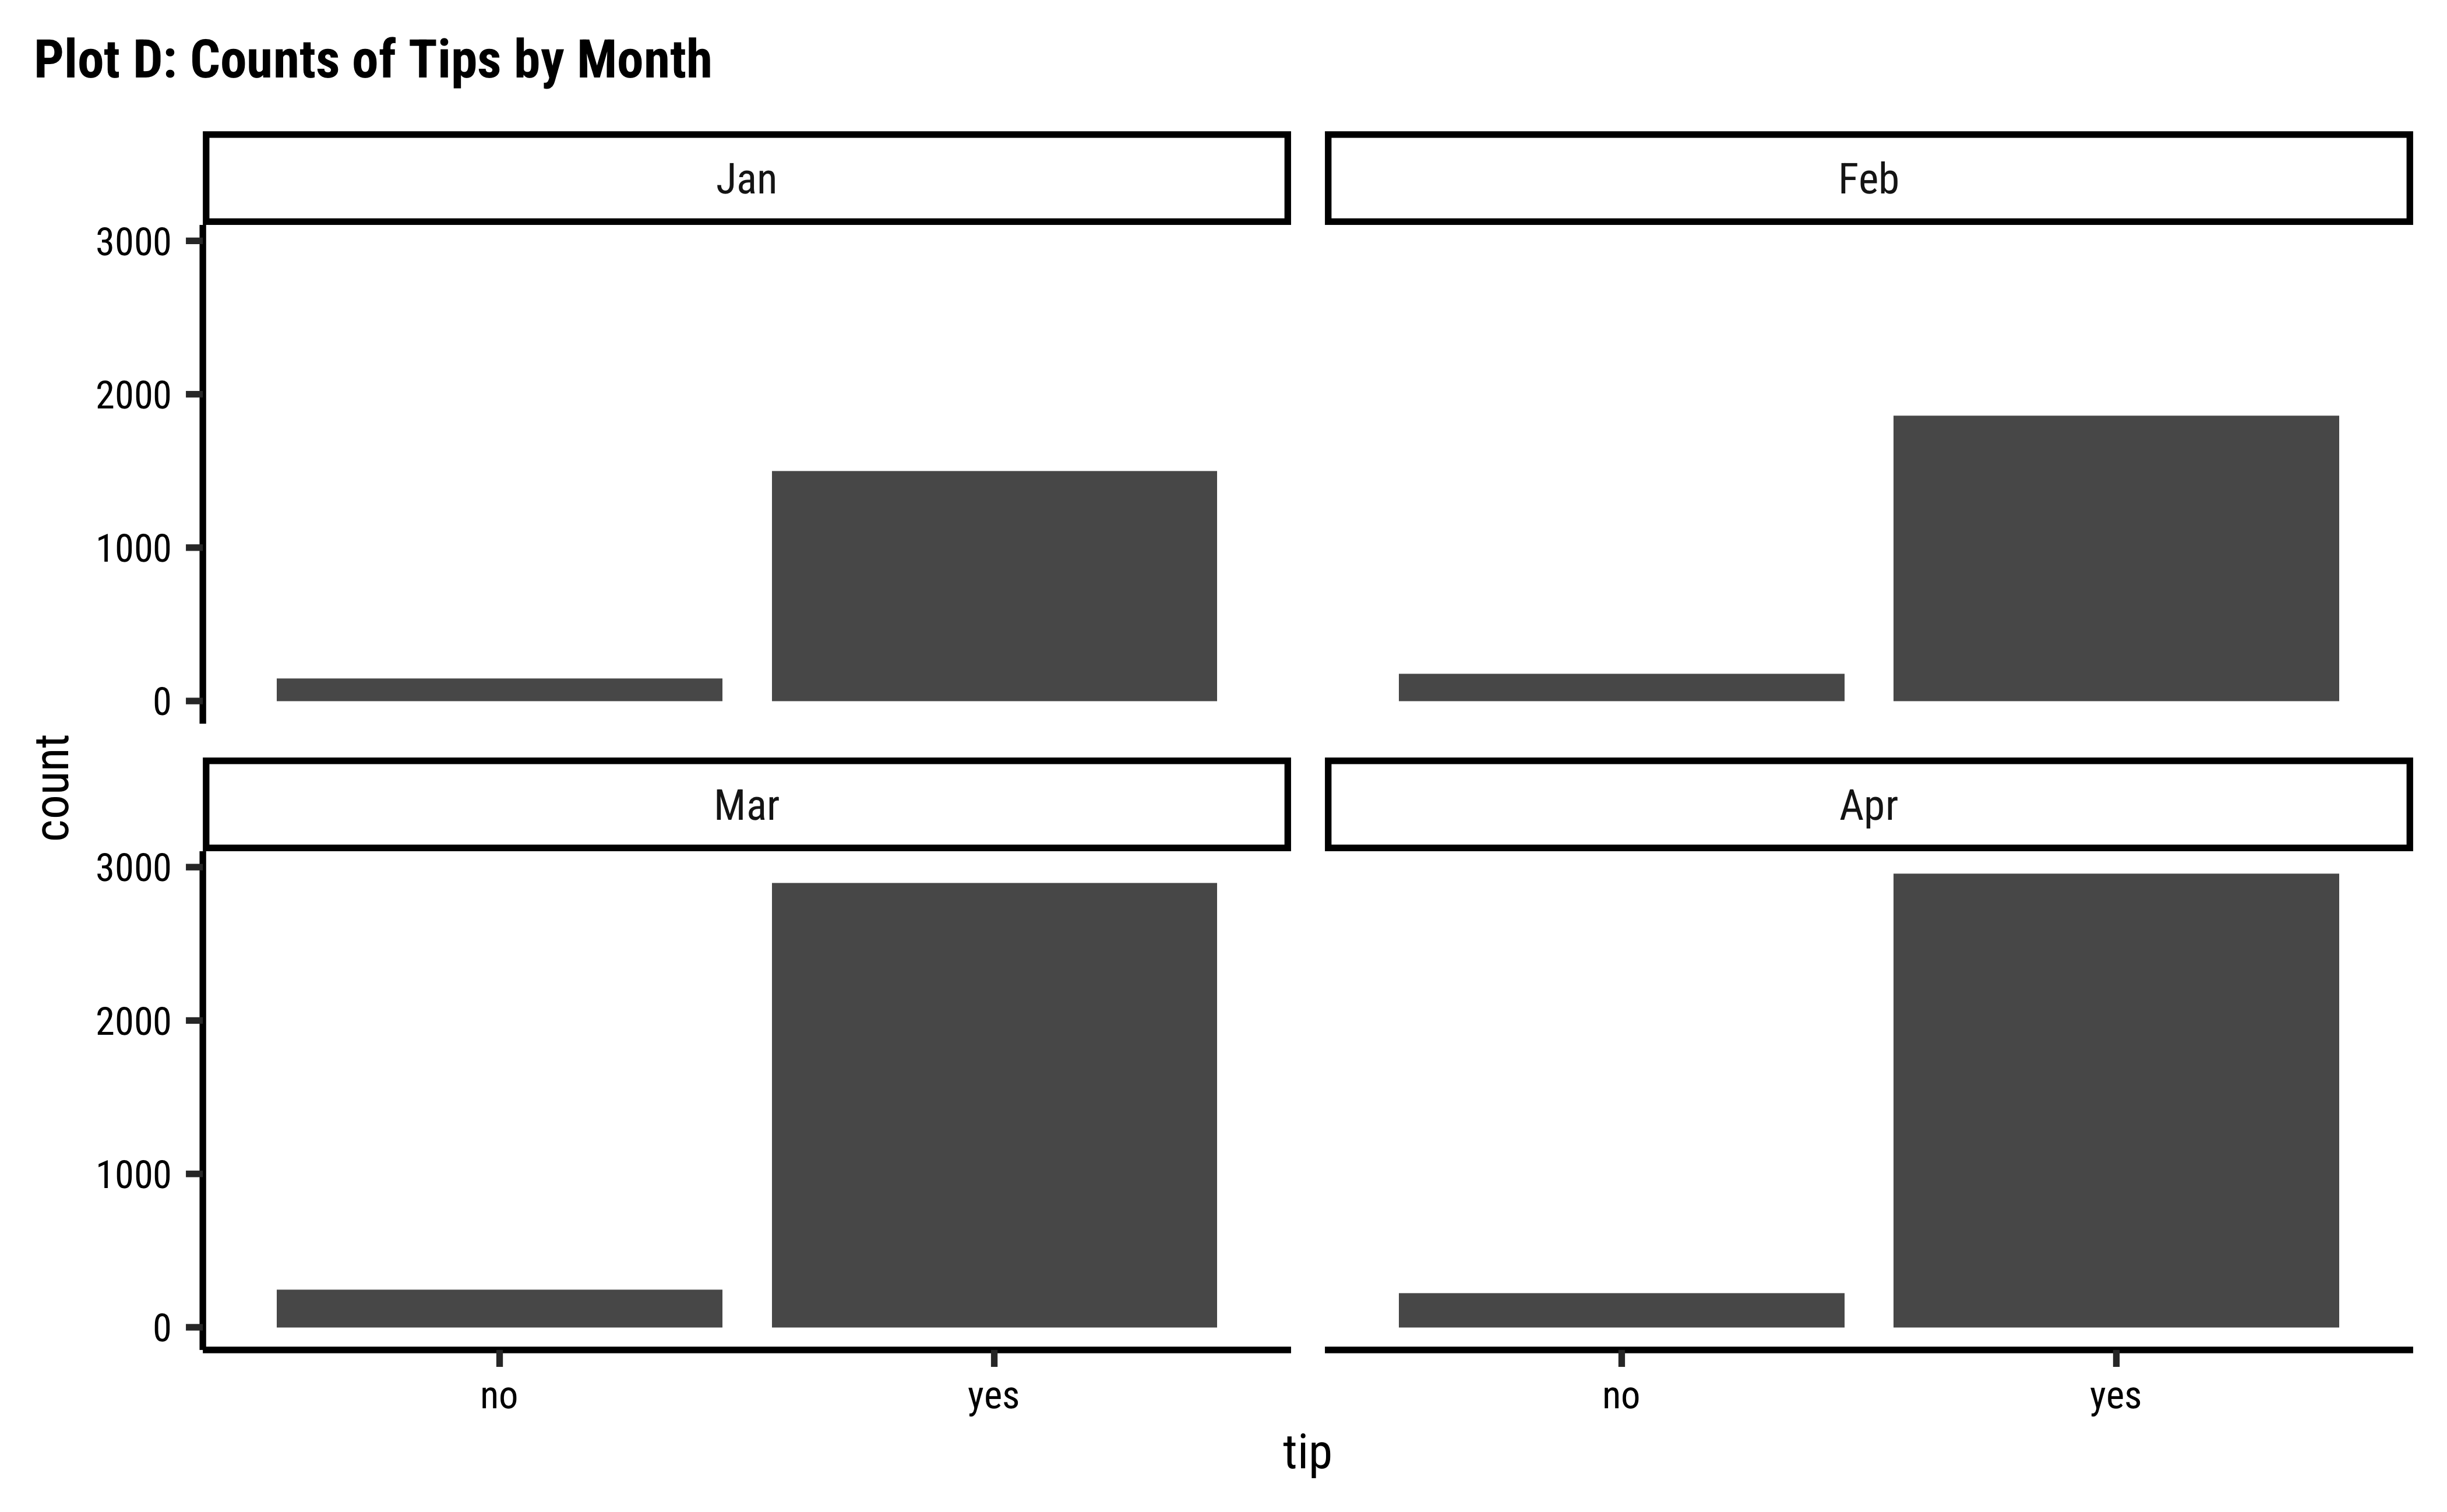 Plot D: Counts of Tips by Month
Jan
Feb
3000
2000
1000
0
count
Mar
Apr
3000
2000
1000
0
no
yes
no
yes
tip